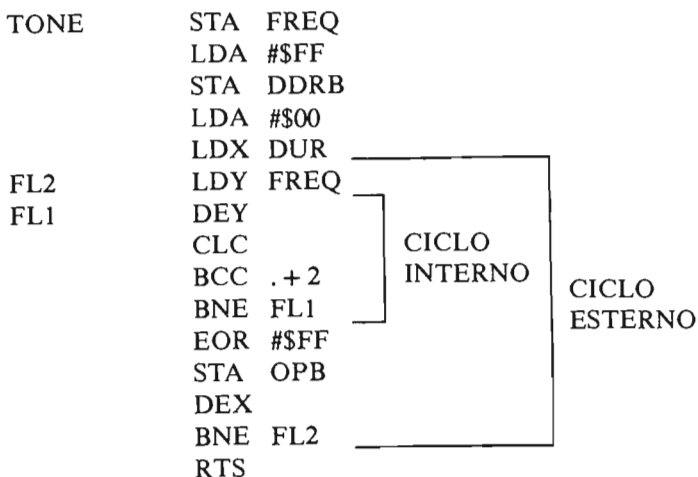 TONE STA FREQ
LDA #$FF
STA DDRB
LDA #$00
LDX DUR
FL2 LDY FREQ
FL1 DEY
CLC
BCC .+2
BNE FL1
EOR #$FF
STA OPB
DEX
BNE FL2
RTS
CICLO
INTERNO
CICLO
ESTERNO